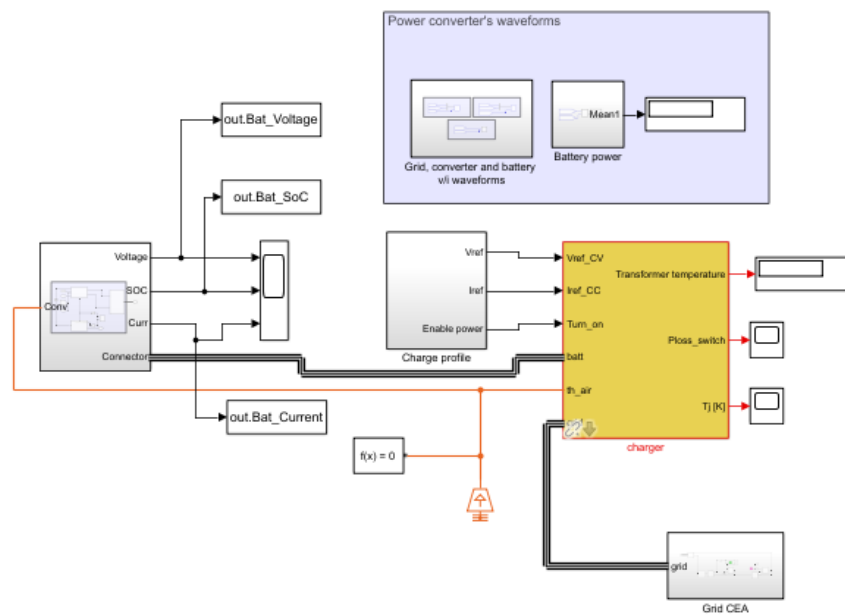 Power converter's waveforms
Grid, converter and battery
v/i waveforms
Mean1
Battery power
out.Bat_Voltage
out.Bat_SoC
Voltage
SOC
Conv
Curr
Connector
out.Bat_Current
Vref
Iref
Enable power
Charge profile
Vref_CV
Iref_CC
Turn_on
batt
th_air
Transformer temperature
Ploss_switch
Tj [K]
charger
f(x) = 0
grid
Grid CEA